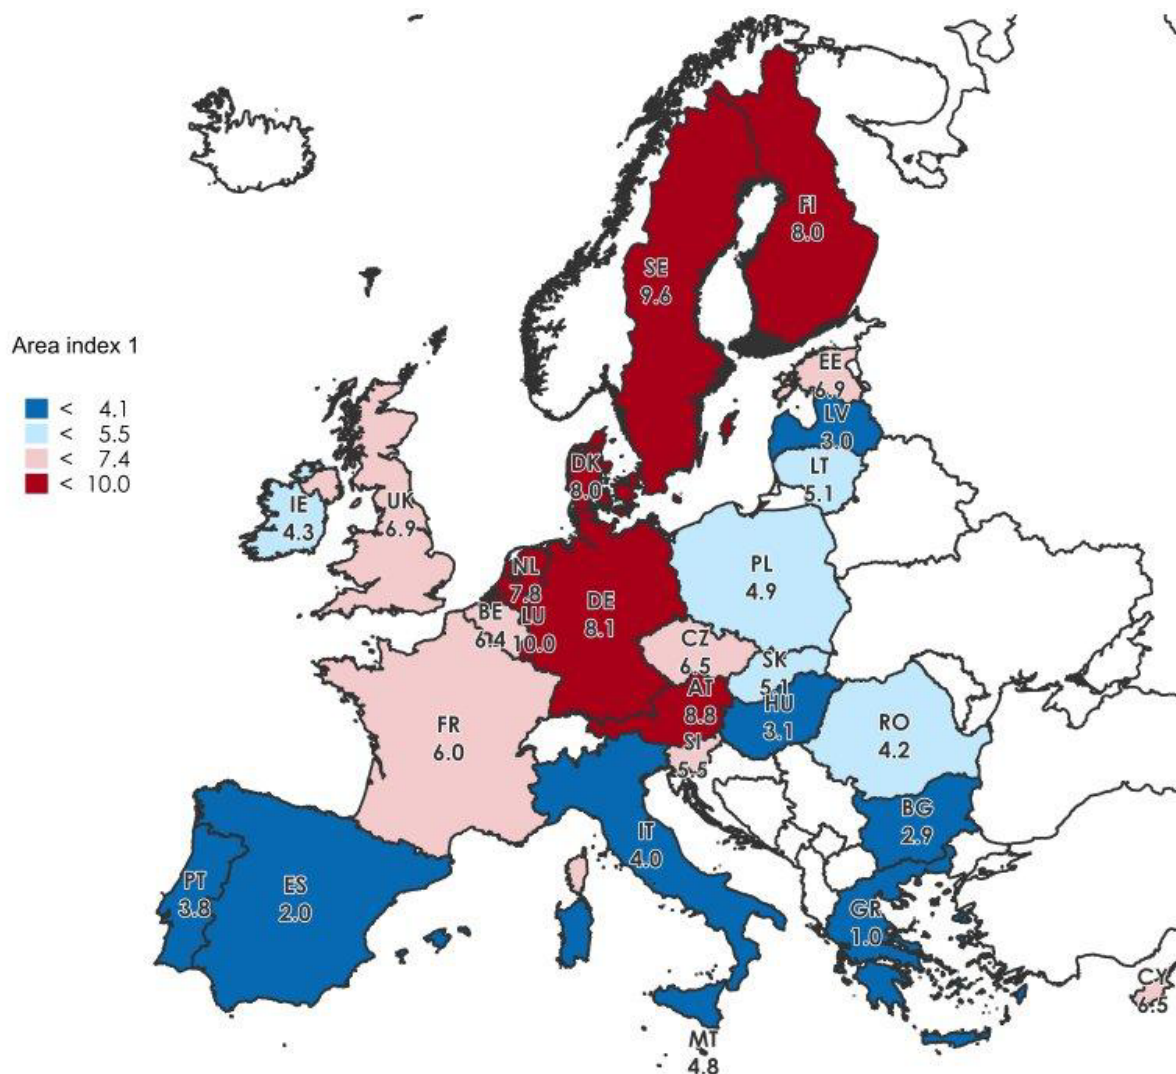 FI
8.0
SE
9.6
Area index 1
< 4.1
< 5.5
< 7.4
< 10.0
EE
6.9
LV
3.0
LT
5.1
DK
8.0
IE
4.3
UK
6.9
NL
7.8
BE
6.4
LU
10.0
DE
8.1
PL
4.9
CZ
6.5
SK
5.1
AT
8.8
HU
3.1
SI
5.5
FR
6.0
RO
4.2
BG
2.9
IT
4.0
PT
3.8
ES
2.0
GR
1.0
CY
6.5
MT
4.8